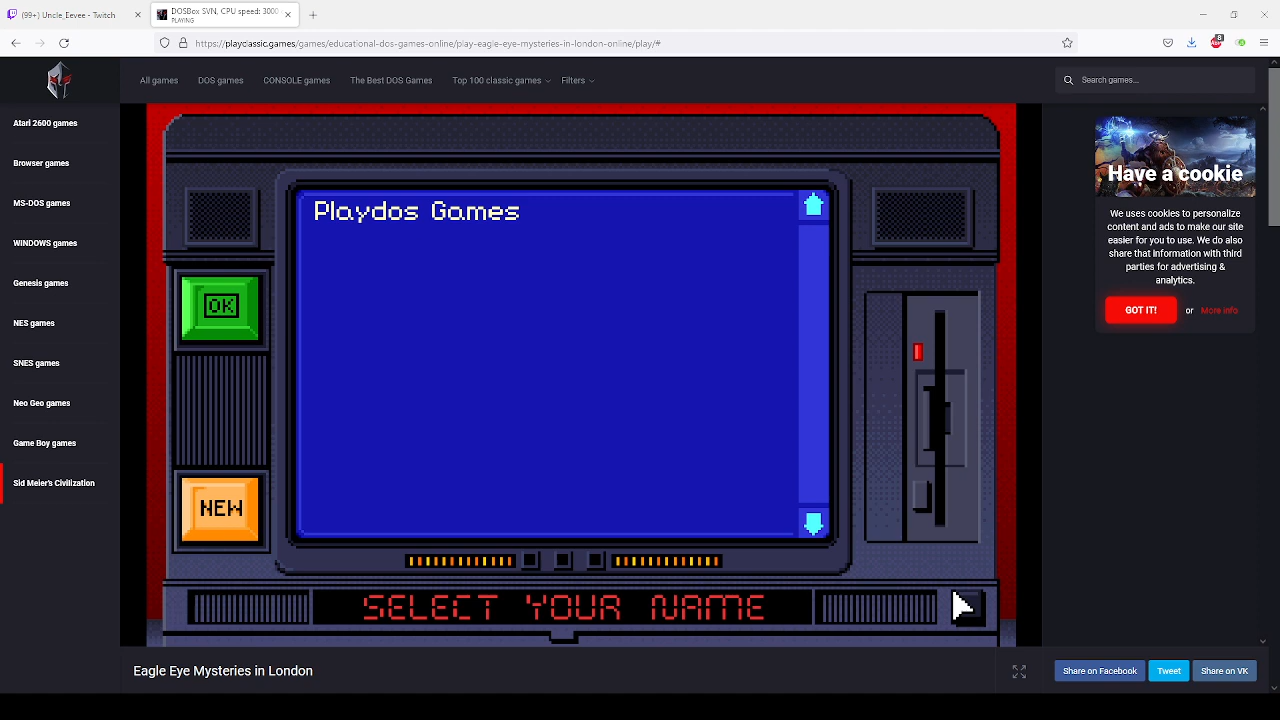 (99+) Uncle_Eevee - Twitch
DOSBox SVN, CPU speed: 3000
PLAYING
https://playclassic.games/games/educational-dos-games-online/play-eagle-eye-mysteries-in-london-online/play/#
8
All games
DOS games
CONSOLE games
The Best DOS Games
Top 100 classic games
Filters
Search games...
Atari 2600 games
Browser games
MS-DOS games
WINDOWS games
Genesis games
NES games
SNES games
Neo Geo games
Game Boy games
Sid Meier's Civilization
Playdos Games
OK
NEW
SELECT YOUR NAME
Have a cookie
We uses cookies to personalize
content and ads to make our site
easier for you to use. We do also
share that information with third
parties for advertising &
analytics.
GOT IT!
or
More info
Eagle Eye Mysteries in London
Share on Facebook
Tweet
Share on VK